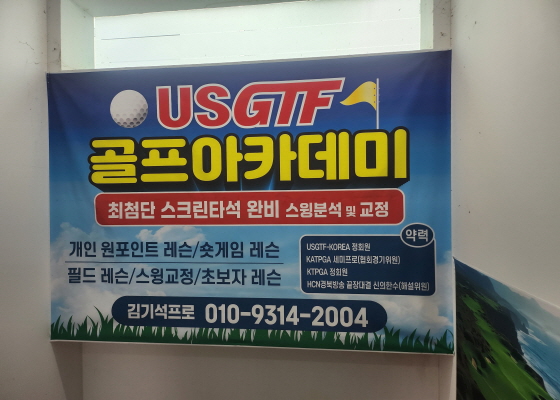 USGTF
골프아카데미
최첨단 스크린타석 완비 스윙분석 및 교정
개인 원포인트 레슨/숏게임 레슨
필드 레슨/스윙교정/초보자 레슨
약력
USGTF-KOREA 정회원
KATPGA 세미프로(협회경기위원)
KTPGA 정회원
HCN경북방송 끝장대결 신의한수(해설위원)
김기석프로 010-9314-2004